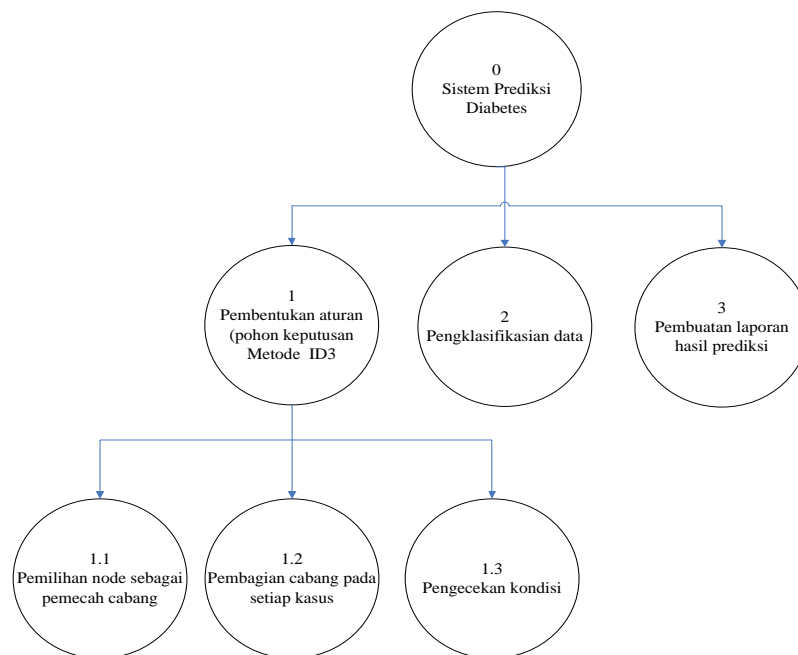 0
Sistem Prediksi
Diabetes
1
Pembentukan aturan
(pohon keputusan
Metode ID3
2
Pengklasifikasian data
3
Pembuatan laporan
hasil prediksi
1.1
Pemilihan node sebagai
pemecah cabang
1.2
Pembagian cabang pada
setiap kasus
1.3
Pengecekan kondisi